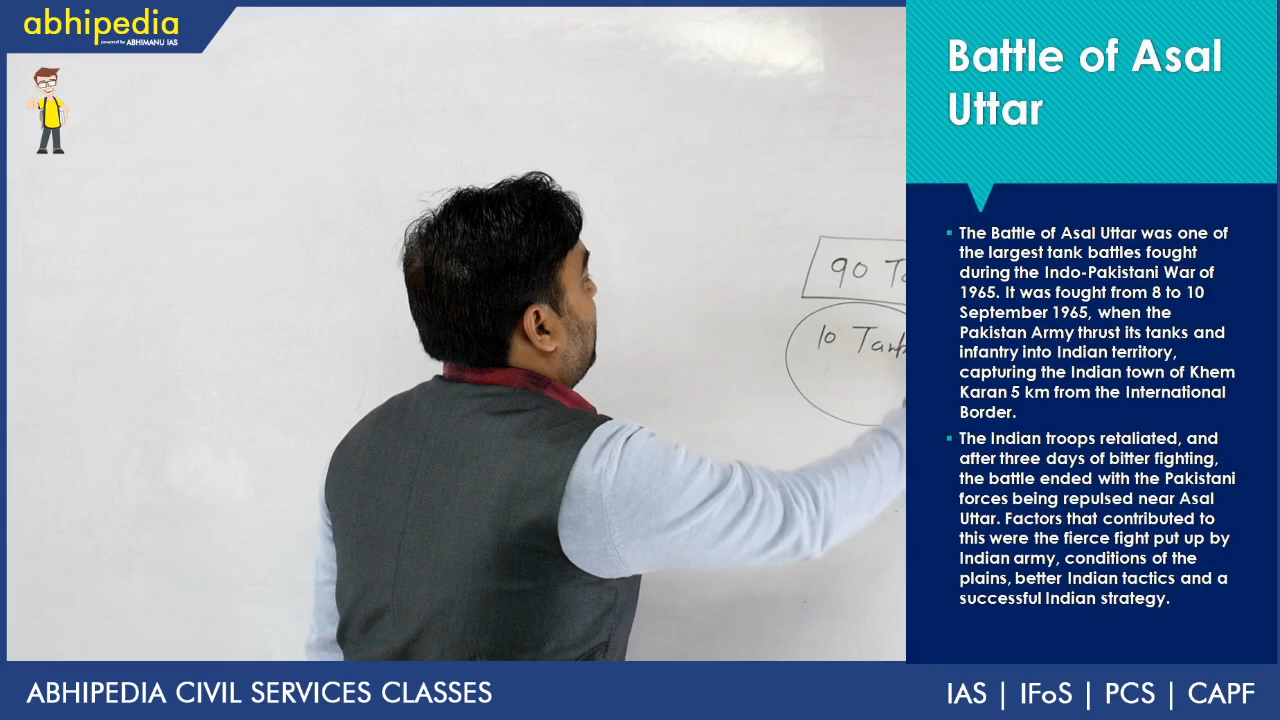 abhipedia
powered by ABHIMANU IAS
Battle of Asal
Uttar
90
10
The Battle of Asal Uttar was one of
the largest tank battles fought
during the Indo-Pakistani War of
1965. It was fought from 8 to 10
September 1965, when the
Pakistan Army thrust its tanks and
infantry into Indian territory,
capturing the Indian town of Khem
Karan 5 km from the International
Border.
The Indian troops retaliated, and
after three days of bitter fighting,
the battle ended with the Pakistani
forces being repulsed near Asal
Uttar. Factors that contributed to
this were the fierce fight put up by
Indian army, conditions of the
plains, better Indian tactics and a
successful Indian strategy.
ABHIPEDIA CIVIL SERVICES CLASSES
IAS | IFoS | PCS | CAPF